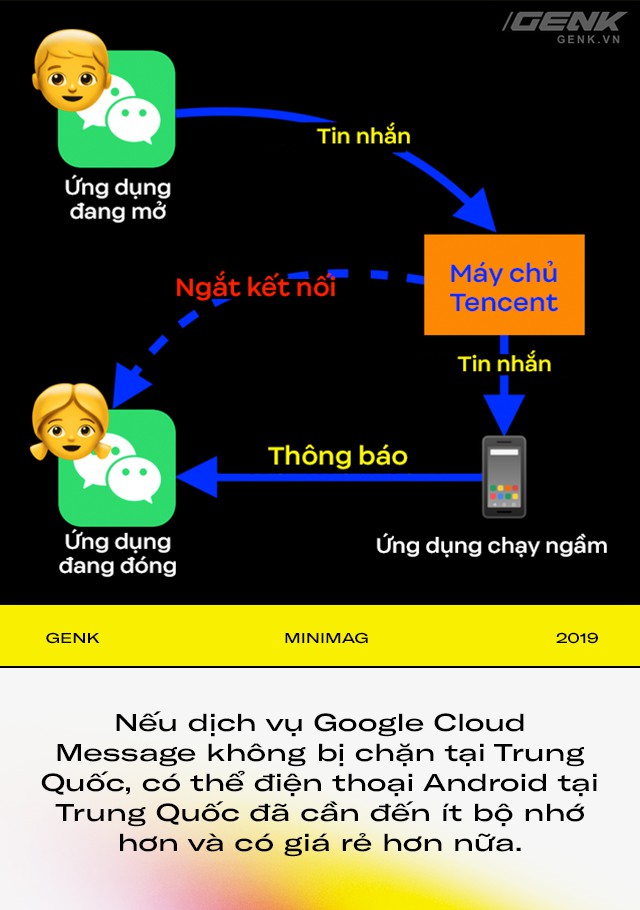 GENK
GENK.VN
Tin nhắn
Ứng dụng
đang mở
Ngắt kết nối
Máy chủ
Tencent
Tin nhắn
Thông báo
Ứng dụng
đang đóng
Ứng dụng chạy ngầm
GENK MINIMAG 2019
Nếu dịch vụ Google Cloud
Message không bị chặn tại Trung
Quốc, có thể điện thoại Android tại
Trung Quốc đã cần đến ít bộ nhớ
hơn và có giá rẻ hơn nữa.